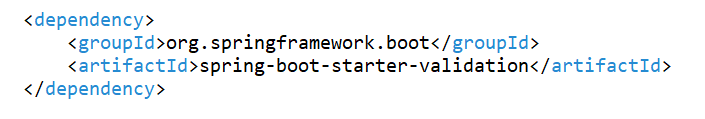 <dependency>
    <groupId>org.springframework.boot</groupId>
    <artifactId>spring-boot-starter-validation</artifactId>
</dependency>